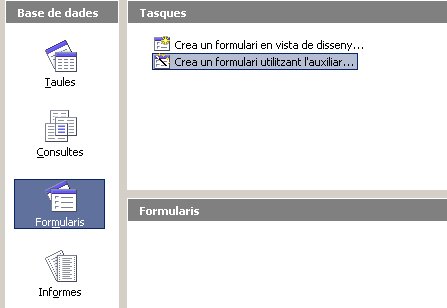 Base de dades
Taules
Consultes
Formularis
Informes
Tasques
Crea un formulari en vista de disseny...
Crea un formulari utilitzant l'auxiliar...
Formularis